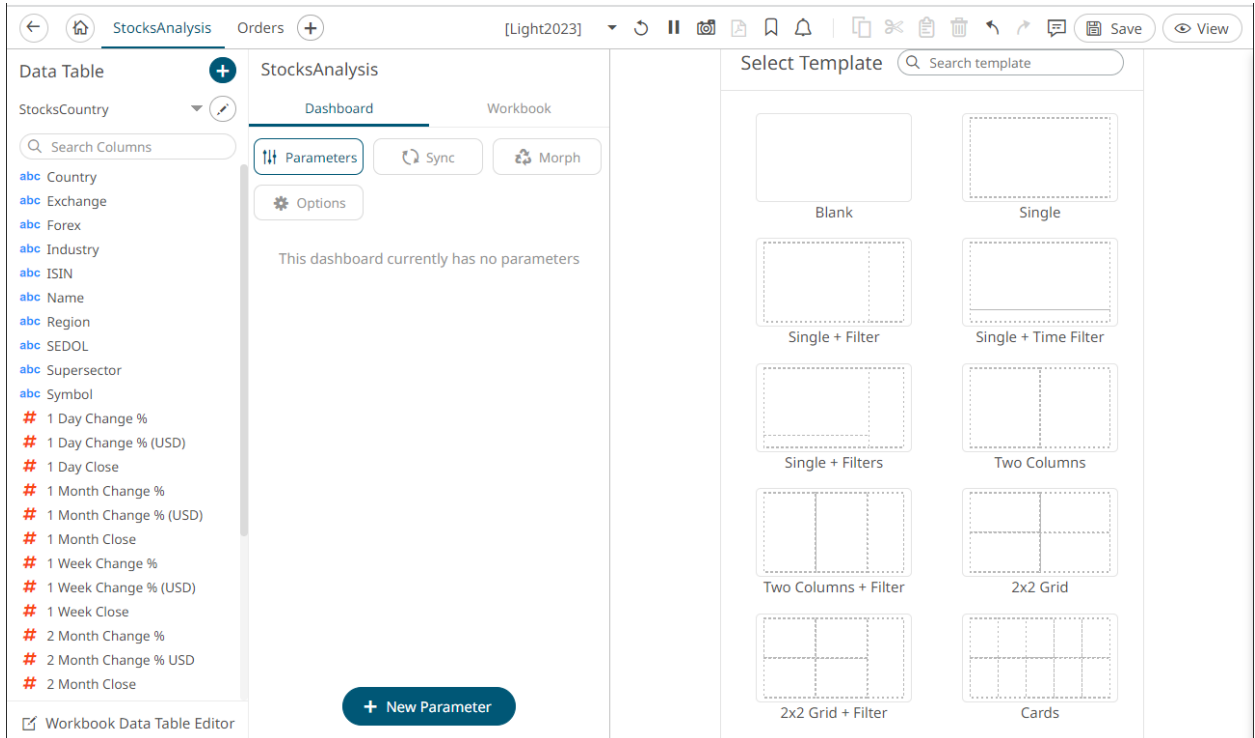 StocksAnalysis
Orders
[Light2023]
Save
View
Data Table
StocksCountry
Search Columns
abc Country
abc Exchange
abc Forex
abc Industry
abc ISIN
abc Name
abc Region
abc SEDOL
abc Supersector
abc Symbol
# 1 Day Change %
# 1 Day Change % (USD)
# 1 Day Close
# 1 Month Change %
# 1 Month Change % (USD)
# 1 Month Close
# 1 Week Change %
# 1 Week Change % (USD)
# 1 Week Close
# 2 Month Change %
# 2 Month Change % USD
# 2 Month Close
Workbook Data Table Editor
StocksAnalysis
Dashboard
Workbook
Parameters
Sync
Morph
Options
This dashboard currently has no parameters
+ New Parameter
Select Template
Search template
Blank
Single
Single + Filter
Single + Time Filter
Single + Filters
Two Columns
Two Columns + Filter
2x2 Grid
2x2 Grid + Filter
Cards